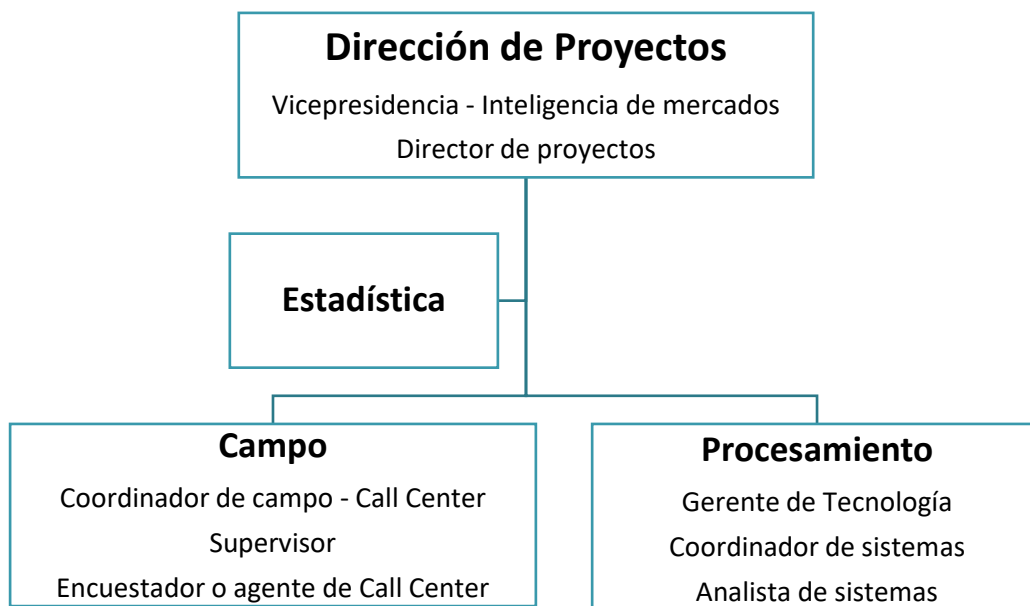 Dirección de Proyectos
Vicepresidencia - Inteligencia de mercados
Director de proyectos
Estadística
Campo
Coordinador de campo - Call Center
Supervisor
Encuestador o agente de Call Center
Procesamiento
Gerente de Tecnología
Coordinador de sistemas
Analista de sistemas